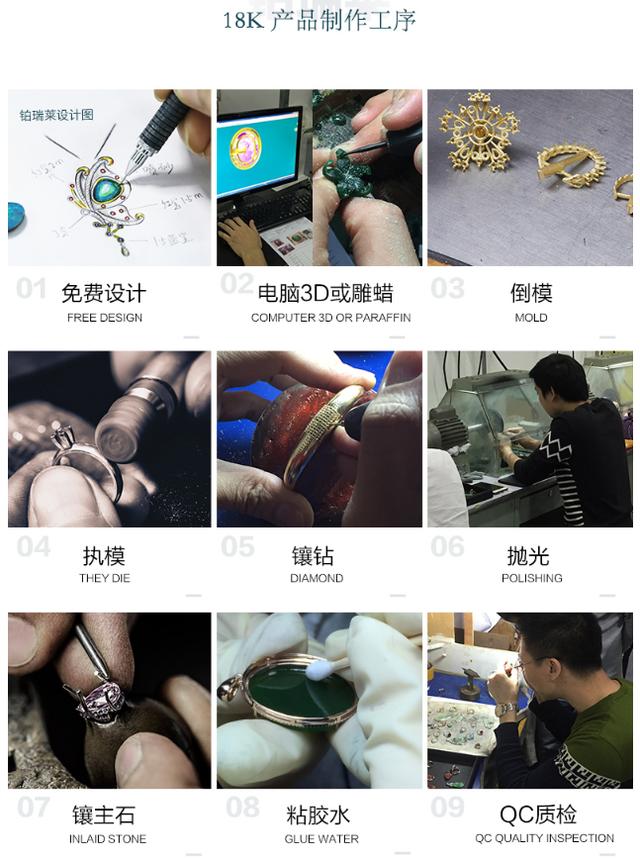 18K 产品制作工序
铂瑞莱设计图
01 免费设计
FREE DESIGN
02 电脑3D或雕蜡
COMPUTER 3D OR PARAFFIN
03 倒模
MOLD
04 执模
THEY DIE
05 镶钻
DIAMOND
06 抛光
POLISHING
07 镶主石
INLAID STONE
08 粘胶水
GLUE WATER
09 QC质检
QC QUALITY INSPECTION